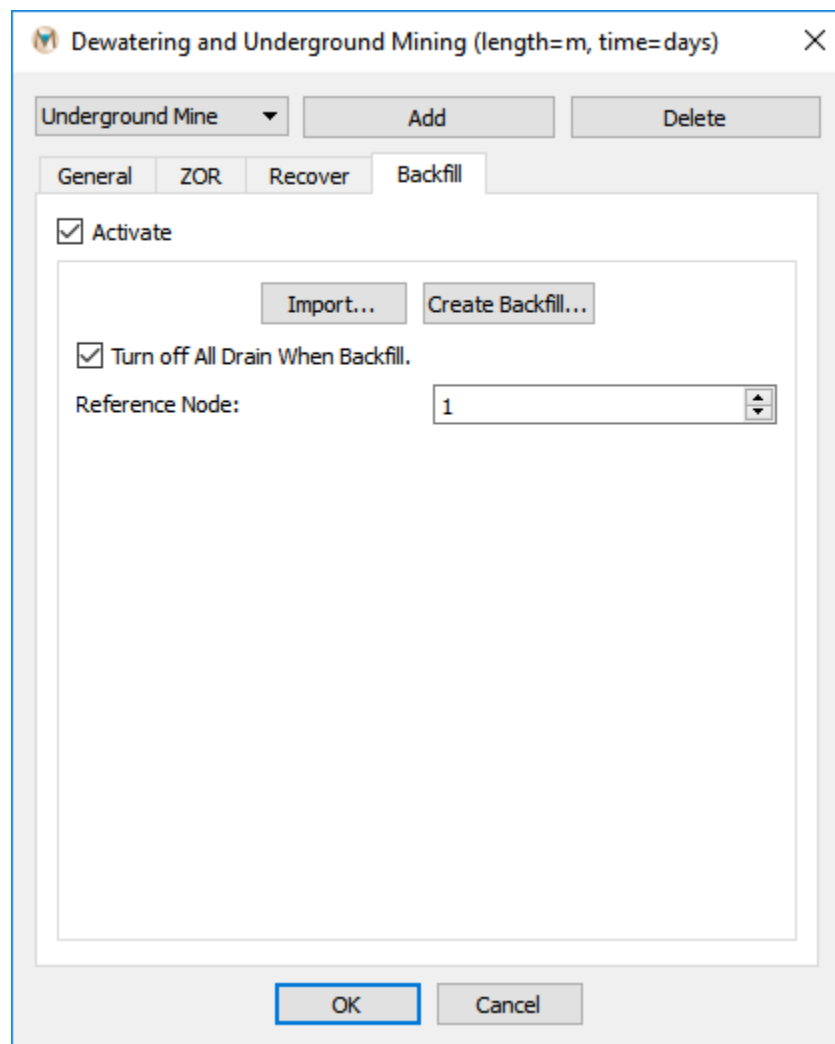 Dewatering and Underground Mining (length=m, time=days)
Underground Mine Add Delete
General ZOR Recover Backfill
Activate
Import... Create Backfill...
Turn off All Drain When Backfill.
Reference Node: 1
OK Cancel